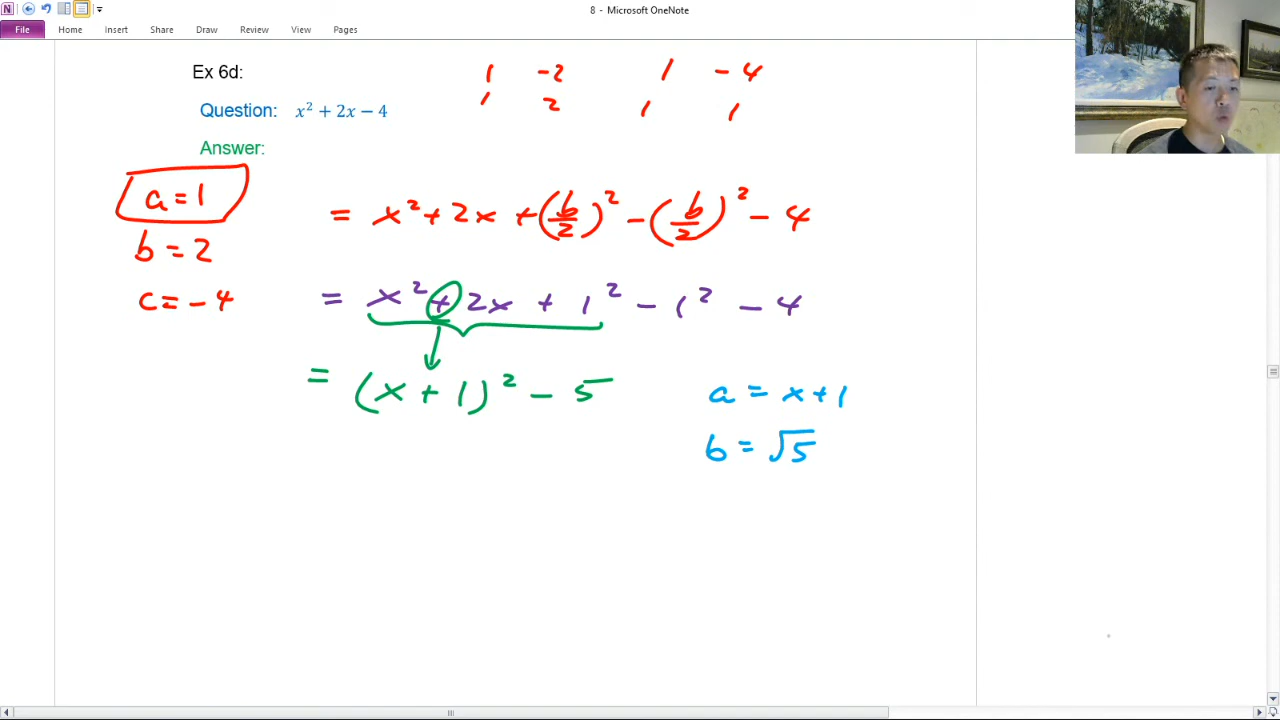 8 - Microsoft OneNote
File Home Insert Share Draw Review View Pages
Ex 6d:
1 -2 1 -4
1 2 1 1
Question: x² + 2x − 4
Answer:
a = 1
= x² + 2x + (b/2)² - (b/2)² - 4
b = 2
c = -4
= x² + 2x + 1² - 1² - 4
= (x + 1)² - 5
a = x + 1
b = √5